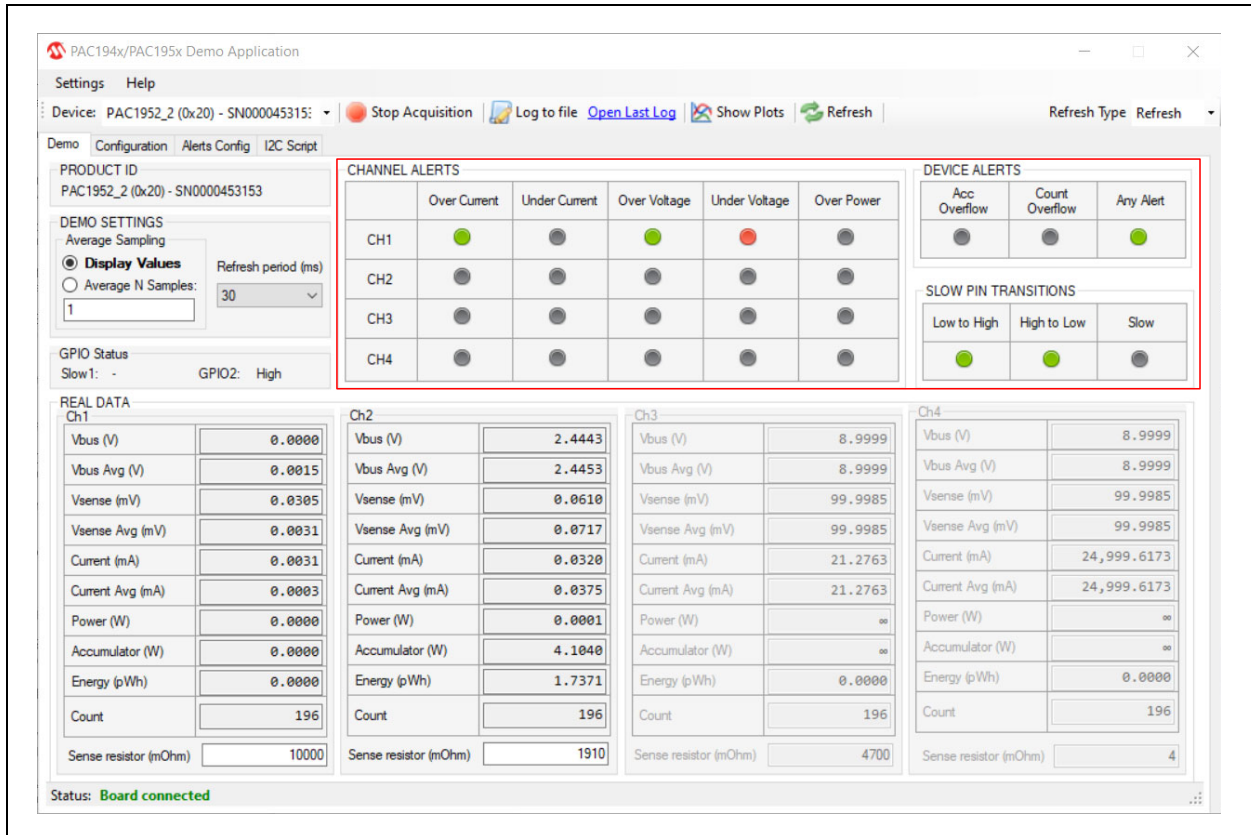 PAC194x/PAC195x Demo Application
Settings Help
Device: PAC1952_2 (0x20) - SN000045315: Stop Acquisition Log to file Open Last Log Show Plots Refresh Refresh Type Refresh
Demo Configuration Alerts Config I2C Script
PRODUCT ID
PAC1952_2 (0x20) - SN0000453153
DEMO SETTINGS
Average Sampling
Display Values
Average N Samples:
1
Refresh period (ms)
30
GPIO Status
Slow1: - GPIO2: High
CHANNEL ALERTS
Over Current Under Current Over Voltage Under Voltage Over Power
CH1
CH2
CH3
CH4
DEVICE ALERTS
Acc Overflow Count Overflow Any Alert
SLOW PIN TRANSITIONS
Low to High High to Low Slow
REAL DATA
Ch1
Vbus (V) 0.0000
Vbus Avg (V) 0.0015
Vsense (mV) 0.0305
Vsense Avg (mV) 0.0031
Current (mA) 0.0031
Current Avg (mA) 0.0003
Power (W) 0.0000
Accumulator (W) 0.0000
Energy (pWh) 0.0000
Count 196
Sense resistor (mOhm) 10000
Ch2
Vbus (V) 2.4443
Vbus Avg (V) 2.4453
Vsense (mV) 0.0610
Vsense Avg (mV) 0.0717
Current (mA) 0.0320
Current Avg (mA) 0.0375
Power (W) 0.0001
Accumulator (W) 4.1040
Energy (pWh) 1.7371
Count 196
Sense resistor (mOhm) 1910
Ch3
Vbus (V) 8.9999
Vbus Avg (V) 8.9999
Vsense (mV) 99.9985
Vsense Avg (mV) 99.9985
Current (mA) 21.2763
Current Avg (mA) 21.2763
Power (W) ∞
Accumulator (W) ∞
Energy (pWh) 0.0000
Count 196
Sense resistor (mOhm) 4700
Ch4
Vbus (V) 8.9999
Vbus Avg (V) 8.9999
Vsense (mV) 99.9985
Vsense Avg (mV) 99.9985
Current (mA) 24,999.6173
Current Avg (mA) 24,999.6173
Power (W) ∞
Accumulator (W) ∞
Energy (pWh) 0.0000
Count 196
Sense resistor (mOhm) 4
Status: Board connected